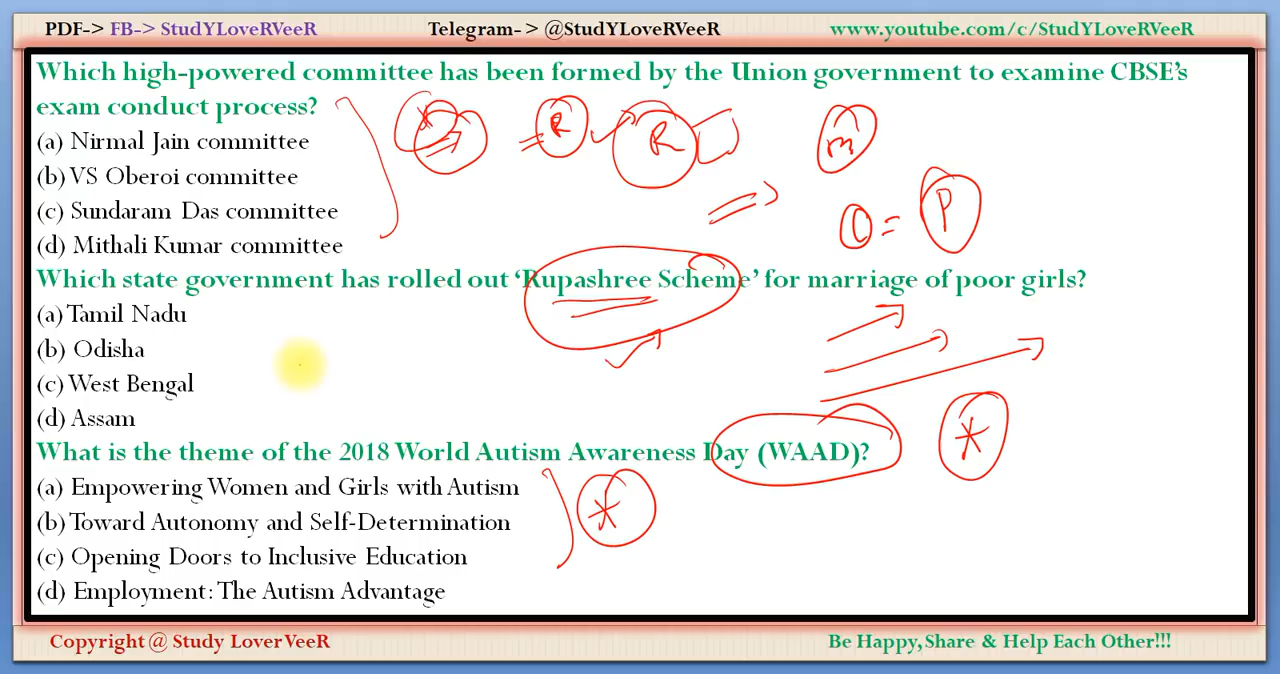 PDF-> FB-> StudYLoveRVeeR Telegram-> @StudYLoveRVeeR www.youtube.com/c/StudYLoveRVeeR
Which high-powered committee has been formed by the Union government to examine CBSE's
exam conduct process?
(a) Nirmal Jain committee
(b) VS Oberoi committee
(c) Sundaram Das committee
(d) Mithali Kumar committee
R R m
P
Which state government has rolled out 'Rupashree Scheme' for marriage of poor girls?
(a) Tamil Nadu
(b) Odisha
(c) West Bengal
(d) Assam
What is the theme of the 2018 World Autism Awareness Day (WAAD)?
(a) Empowering Women and Girls with Autism
(b) Toward Autonomy and Self-Determination
(c) Opening Doors to Inclusive Education
(d) Employment: The Autism Advantage
Copyright @ Study LoverVeeR Be Happy, Share & Help Each Other!!!